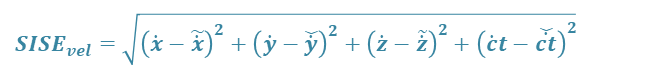 SISE_vel = √((ẋ − x̃̇)² + (ẏ − ỹ̇)² + (ż − z̃̇)² + (ċt − c̃̇t)²)